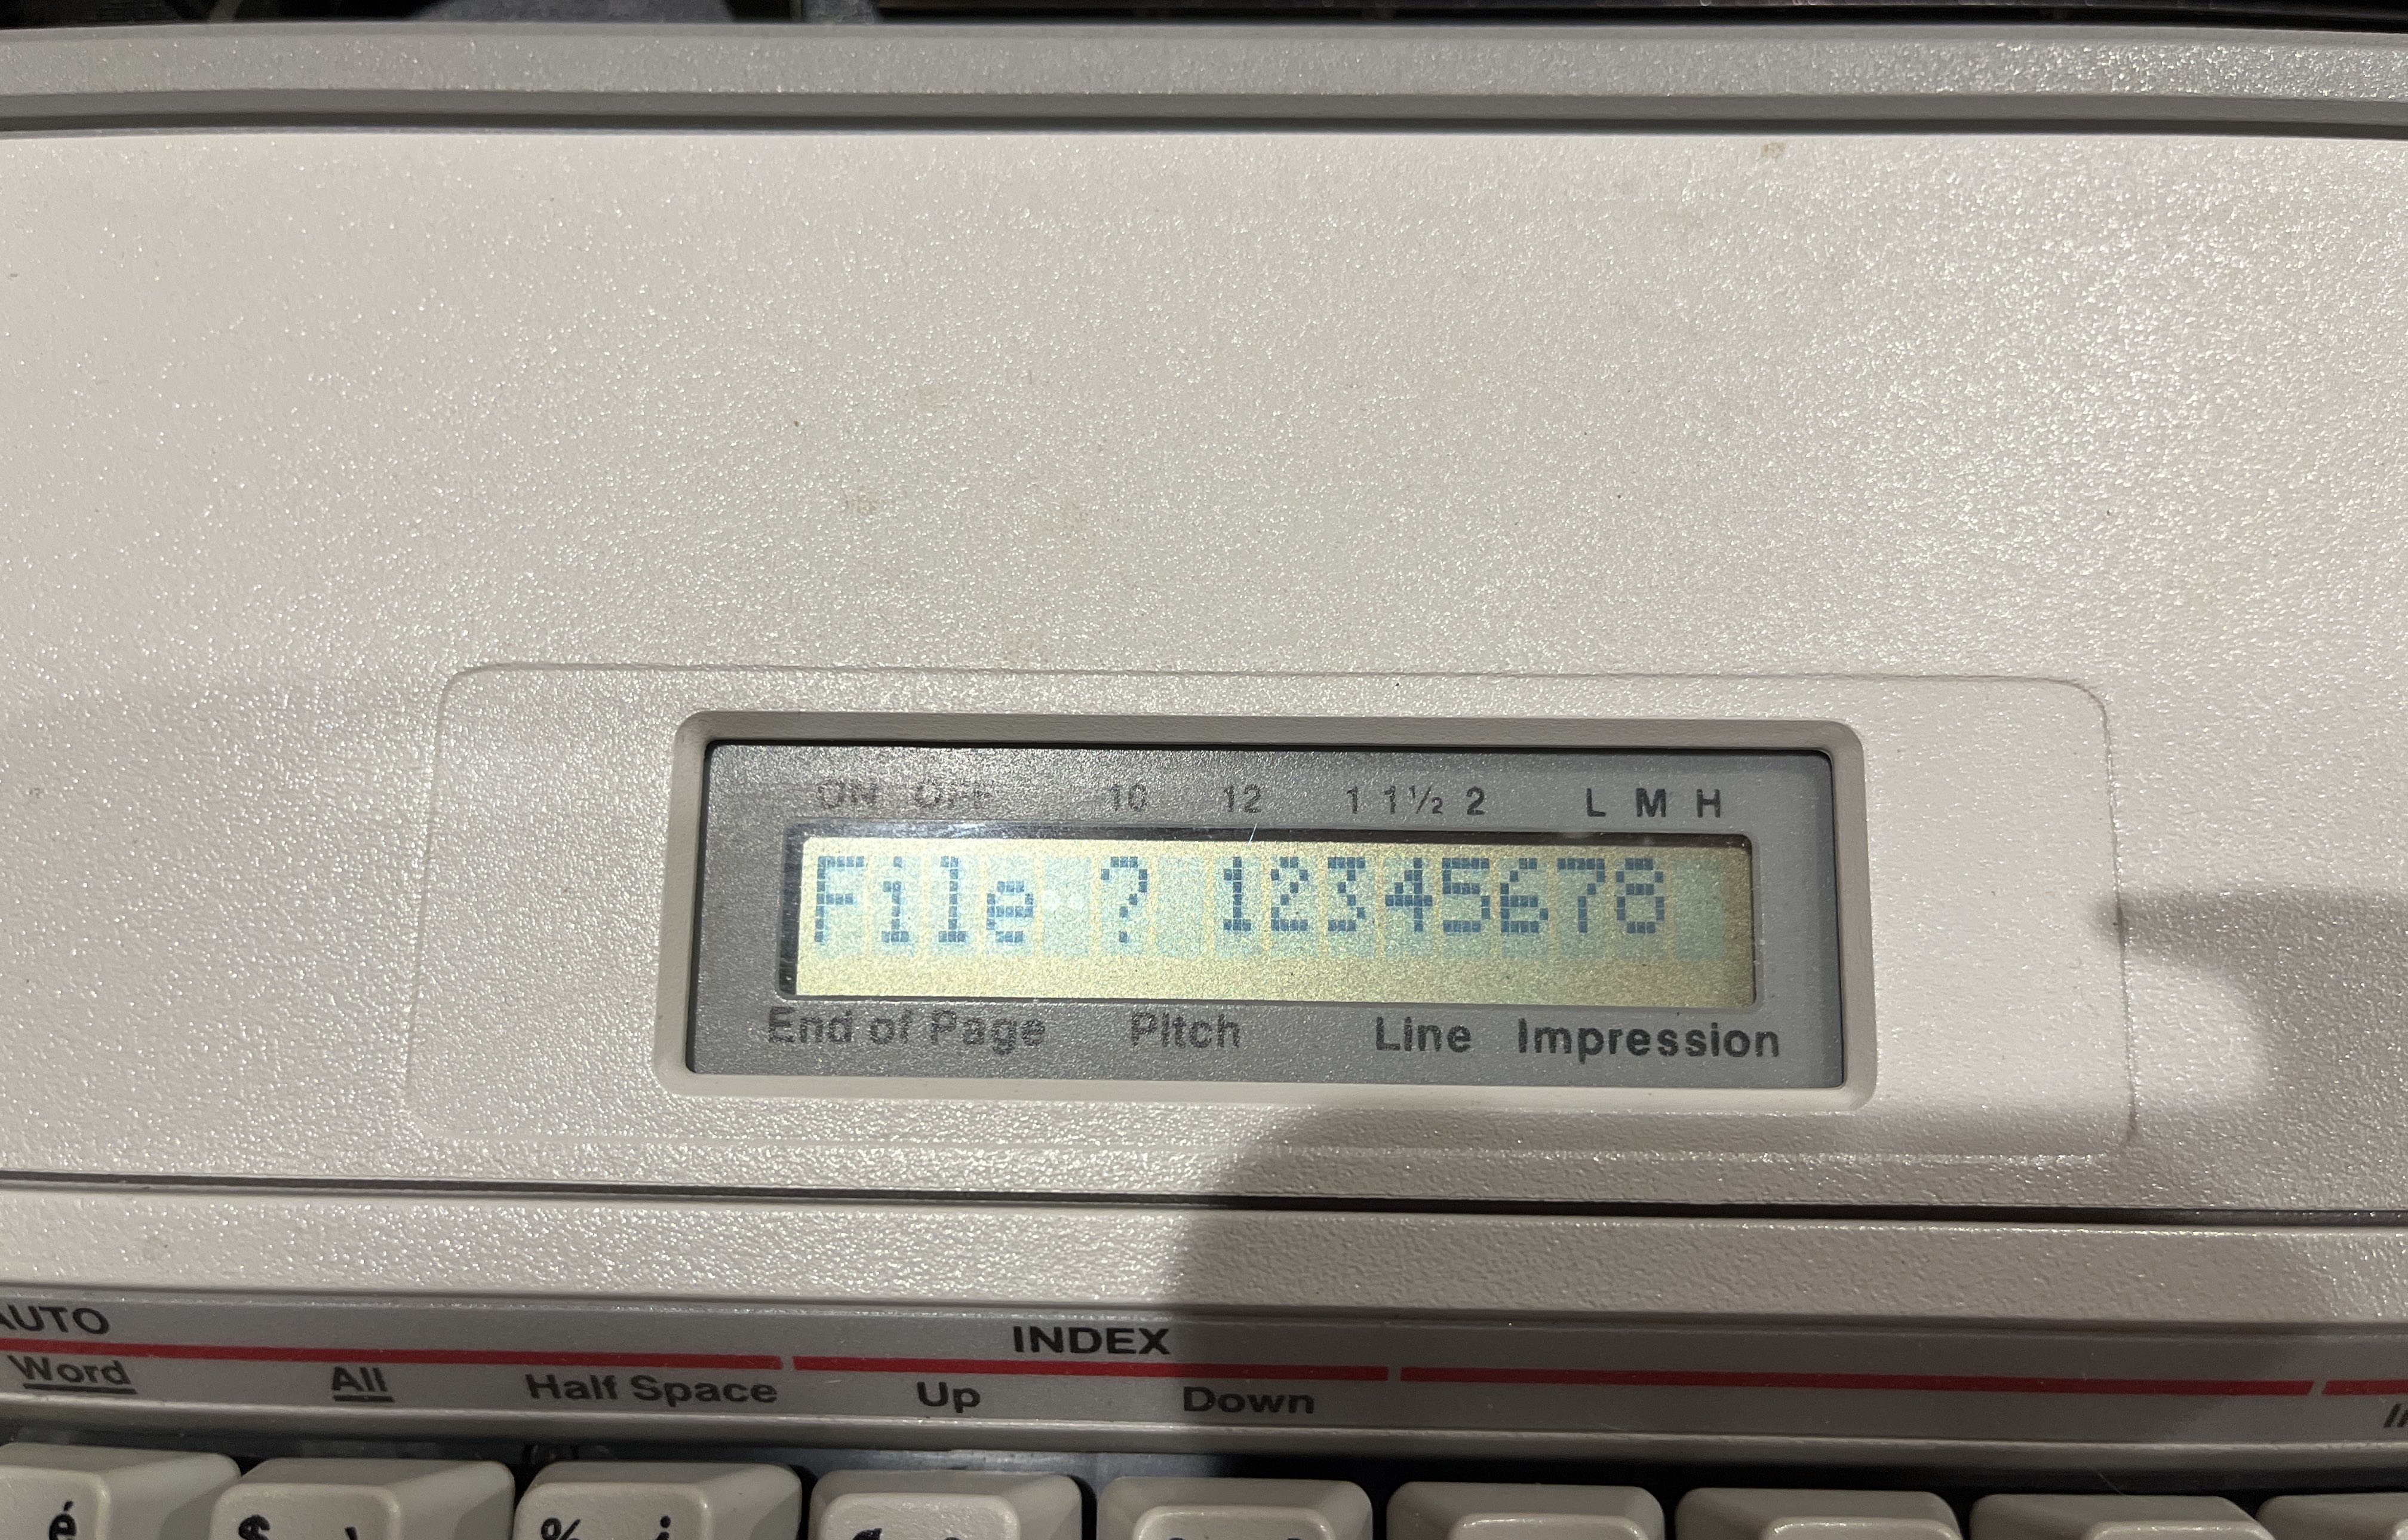 ON OFF 10 12 1 1½ 2 L M H
File ? 12345678
End of Page Pitch Line Impression
AUTO INDEX
Word All Half Space Up Down
é $ %